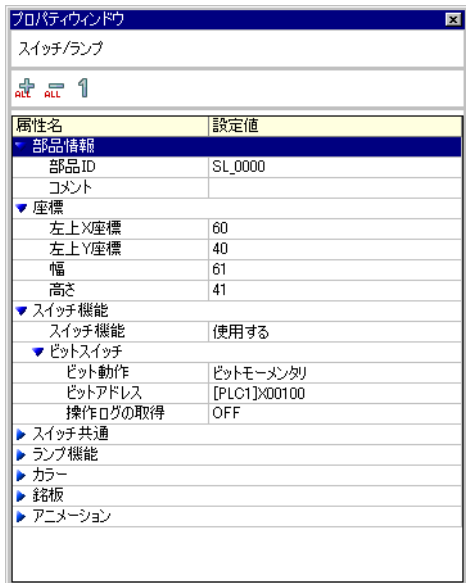 プロパティウィンドウ
スイッチ/ランプ
ALL ALL 1
属性名 設定値
部品情報
部品ID SL_0000
コメント
座標
左上X座標 60
左上Y座標 40
幅 61
高さ 41
スイッチ機能
スイッチ機能 使用する
ビットスイッチ
ビット動作 ビットモーメンタリ
ビットアドレス [PLC1]X00100
操作ログの取得 OFF
スイッチ共通
ランプ機能
カラー
銘板
アニメーション